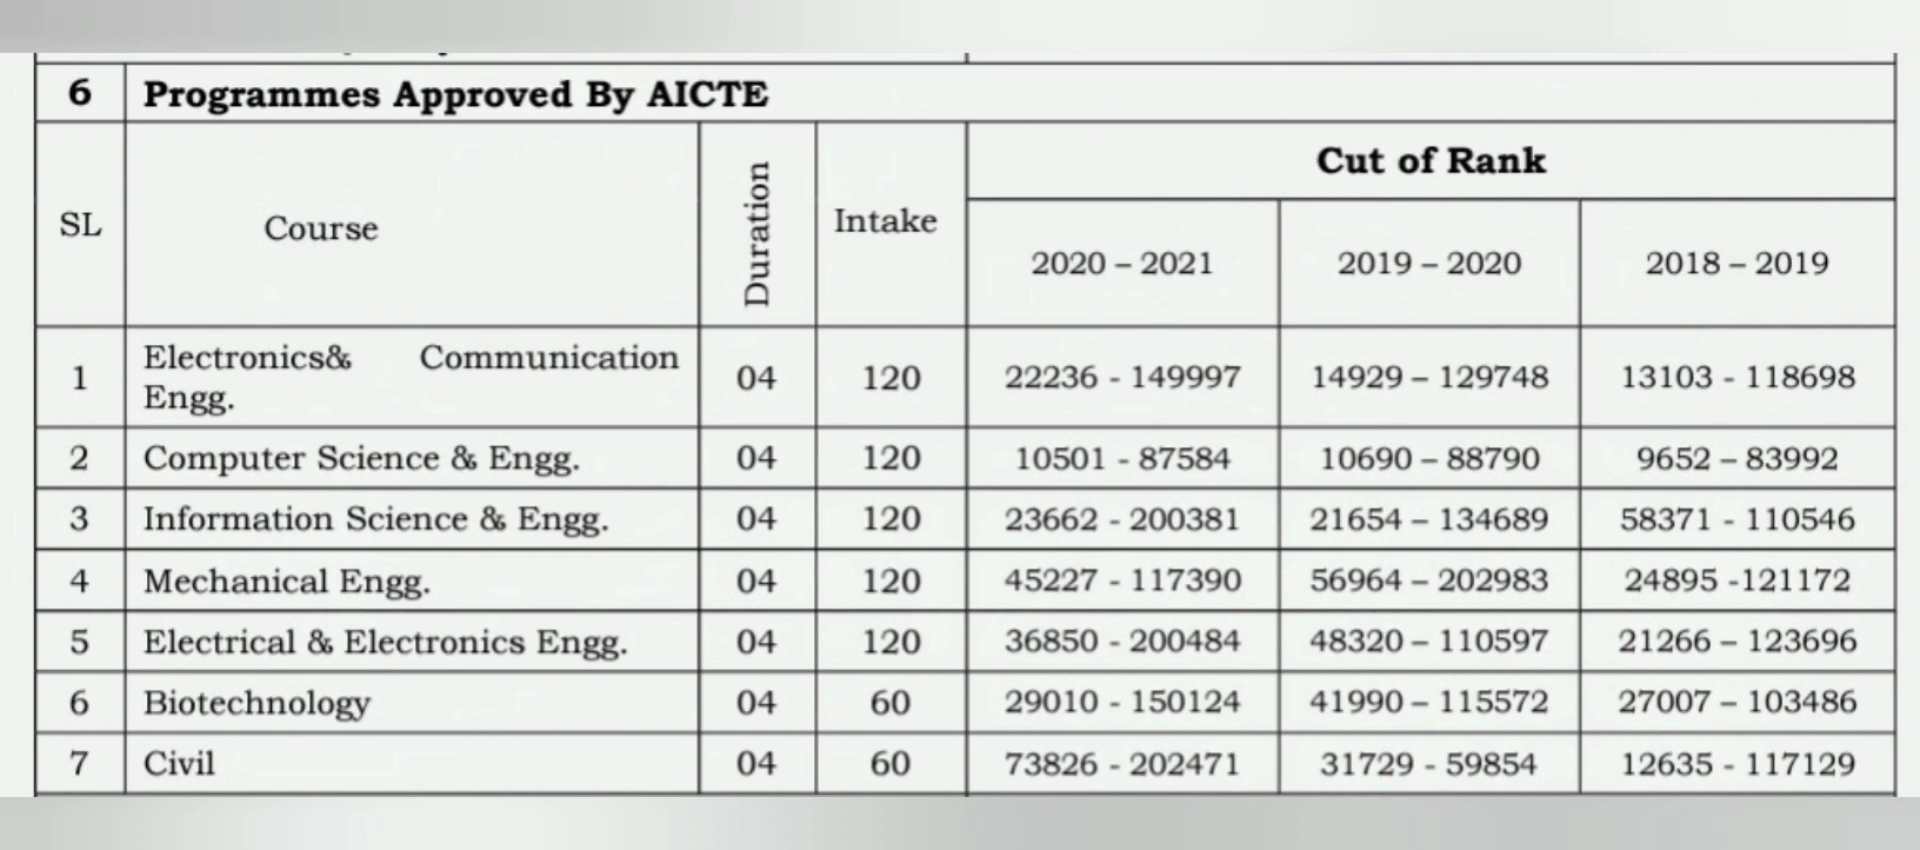 6 Programmes Approved By AICTE
SL Course Duration Intake Cut of Rank
2020 – 2021 2019 – 2020 2018 – 2019
1 Electronics& Communication Engg. 04 120 22236 - 149997 14929 – 129748 13103 - 118698
2 Computer Science & Engg. 04 120 10501 - 87584 10690 – 88790 9652 – 83992
3 Information Science & Engg. 04 120 23662 - 200381 21654 – 134689 58371 - 110546
4 Mechanical Engg. 04 120 45227 - 117390 56964 – 202983 24895 -121172
5 Electrical & Electronics Engg. 04 120 36850 - 200484 48320 – 110597 21266 – 123696
6 Biotechnology 04 60 29010 - 150124 41990 – 115572 27007 – 103486
7 Civil 04 60 73826 - 202471 31729 - 59854 12635 - 117129